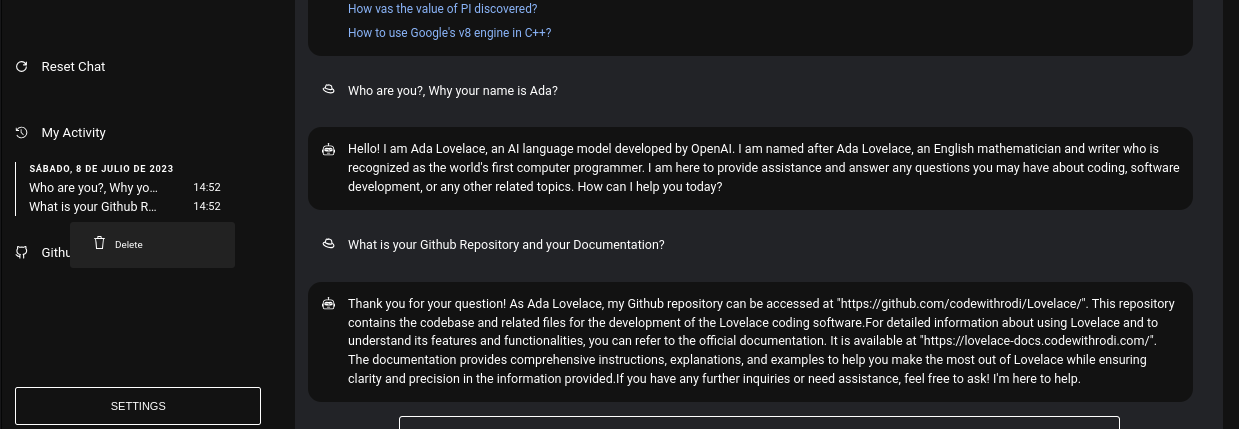 How vas the value of PI discovered?
How to use Google's v8 engine in C++?
Reset Chat
My Activity
SÁBADO, 8 DE JULIO DE 2023
Who are you?, Why yo... 14:52
What is your Github R... 14:52
Delete
Githu
SETTINGS
Who are you?, Why your name is Ada?
Hello! I am Ada Lovelace, an AI language model developed by OpenAI. I am named after Ada Lovelace, an English mathematician and writer who is
recognized as the world's first computer programmer. I am here to provide assistance and answer any questions you may have about coding, software
development, or any other related topics. How can I help you today?
What is your Github Repository and your Documentation?
Thank you for your question! As Ada Lovelace, my Github repository can be accessed at "https://github.com/codewithrodi/Lovelace/". This repository
contains the codebase and related files for the development of the Lovelace coding software.For detailed information about using Lovelace and to
understand its features and functionalities, you can refer to the official documentation. It is available at "https://lovelace-docs.codewithrodi.com/".
The documentation provides comprehensive instructions, explanations, and examples to help you make the most out of Lovelace while ensuring
clarity and precision in the information provided.If you have any further inquiries or need assistance, feel free to ask! I'm here to help.